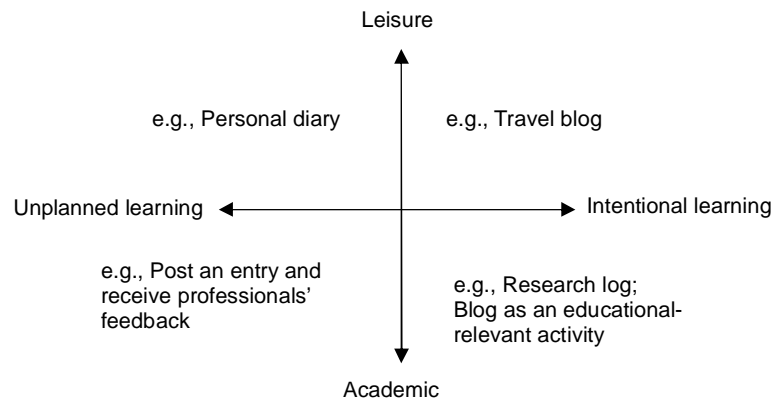 Leisure
e.g., Personal diary
e.g., Travel blog
Unplanned learning
Intentional learning
e.g., Post an entry and
receive professionals’
feedback
e.g., Research log;
Blog as an educational-
relevant activity
Academic